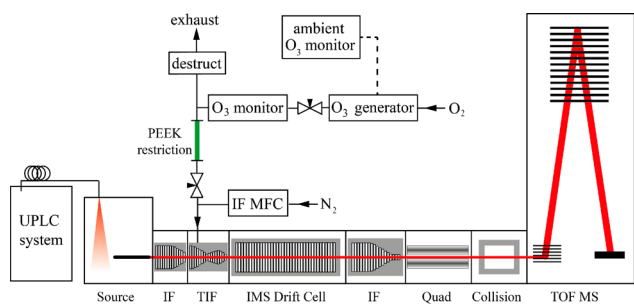 exhaust
destruct
ambient
O₃ monitor
O₃ monitor
O₃ generator
O₂
PEEK
restriction
IF MFC
N₂
UPLC
system
Source
IF
TIF
IMS Drift Cell
IF
Quad
Collision
TOF MS